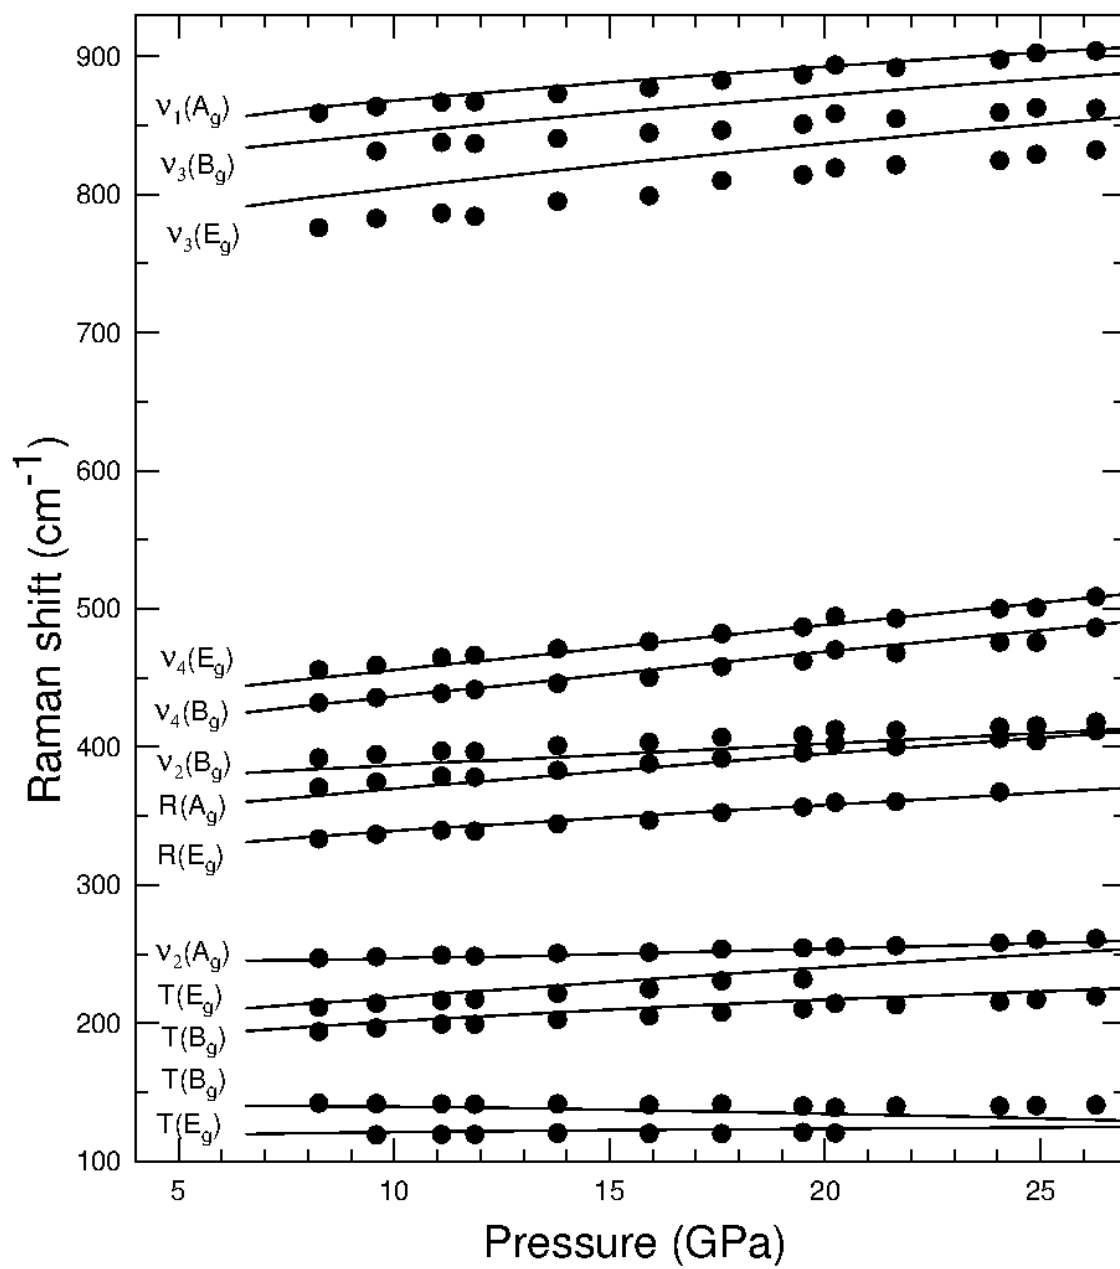 900
ν1(Ag)
ν3(Bg)
800
ν3(Eg)
700
600
Raman shift (cm-1)
500
ν4(Eg)
ν4(Bg)
400
ν2(Bg)
R(Ag)
R(Eg)
300
ν2(Ag)
T(Eg)
200
T(Bg)
T(Bg)
T(Eg)
100
5 10 15 20 25
Pressure (GPa)